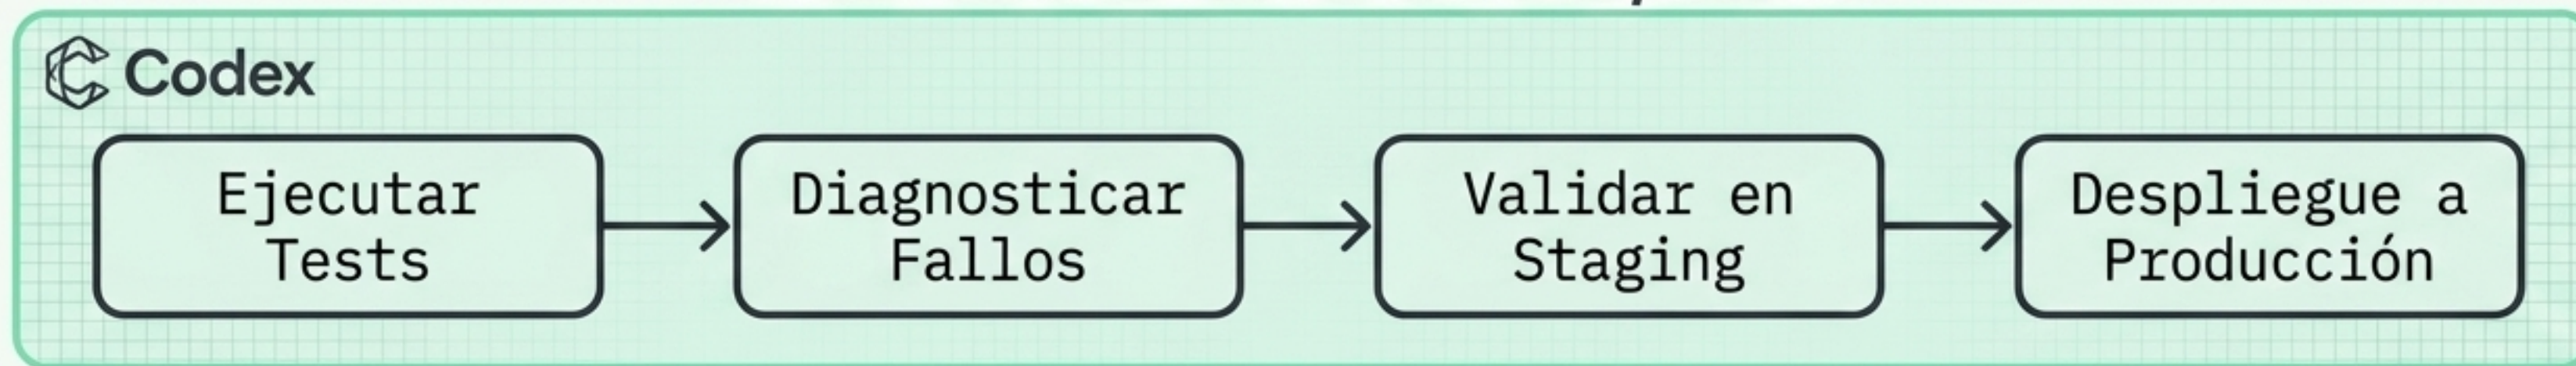 Codex
Ejecutar
Tests
Diagnosticar
Fallos
Validar en
Staging
Despliegue a
Producción